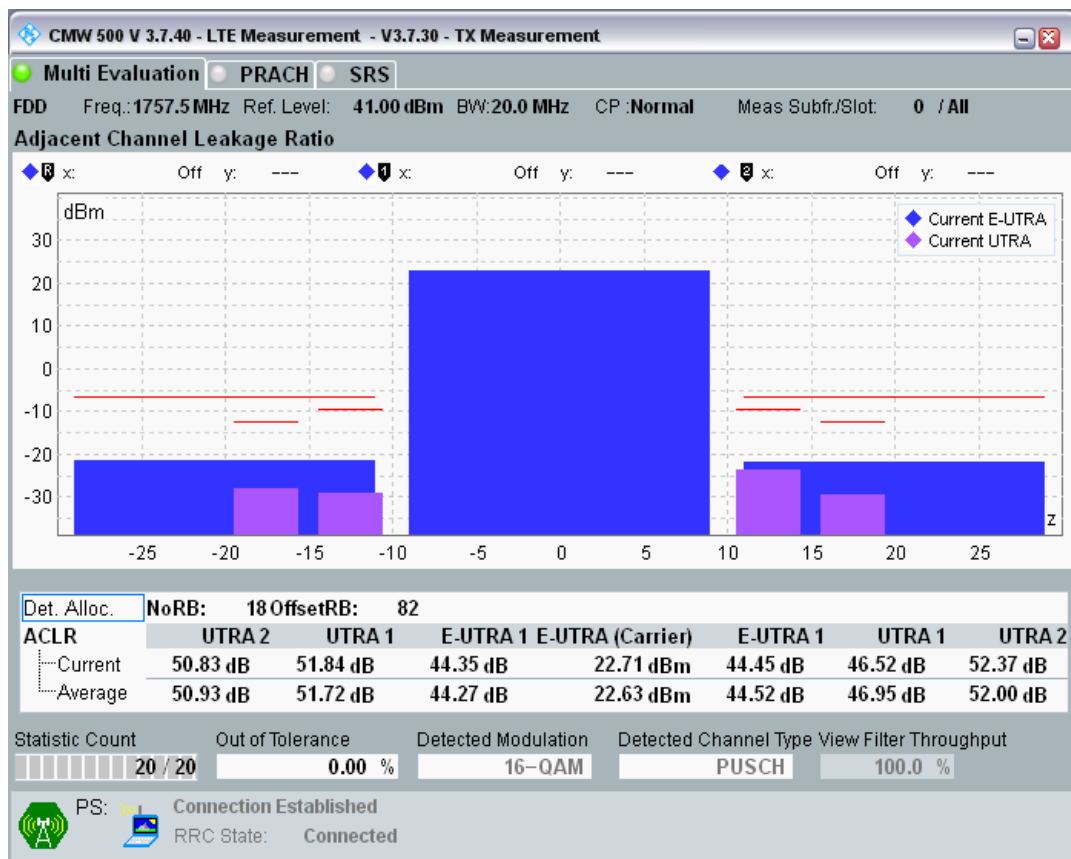 CMW 500 V 3.7.40 - LTE Measurement - V3.7.30 - TX Measurement
Multi Evaluation PRACH SRS
FDD Freq.:1757.5 MHz Ref. Level: 41.00 dBm BW:20.0 MHz CP :Normal Meas Subfr./Slot: 0 / All
Adjacent Channel Leakage Ratio
R x: Off y: --- 1 x: Off y: --- 2 x: Off y: ---
dBm
Current E-UTRA
Current UTRA
30
20
10
0
-10
-20
-30
z
-25 -20 -15 -10 -5 0 5 10 15 20 25
Det. Alloc. NoRB: 18 OffsetRB: 82
ACLR UTRA 2 UTRA 1 E-UTRA 1 E-UTRA (Carrier) E-UTRA 1 UTRA 1 UTRA 2
Current 50.83 dB 51.84 dB 44.35 dB 22.71 dBm 44.45 dB 46.52 dB 52.37 dB
Average 50.93 dB 51.72 dB 44.27 dB 22.63 dBm 44.52 dB 46.95 dB 52.00 dB
Statistic Count Out of Tolerance Detected Modulation Detected Channel Type View Filter Throughput
20 / 20 0.00 % 16-QAM PUSCH 100.0 %
PS: Connection Established
RRC State: Connected